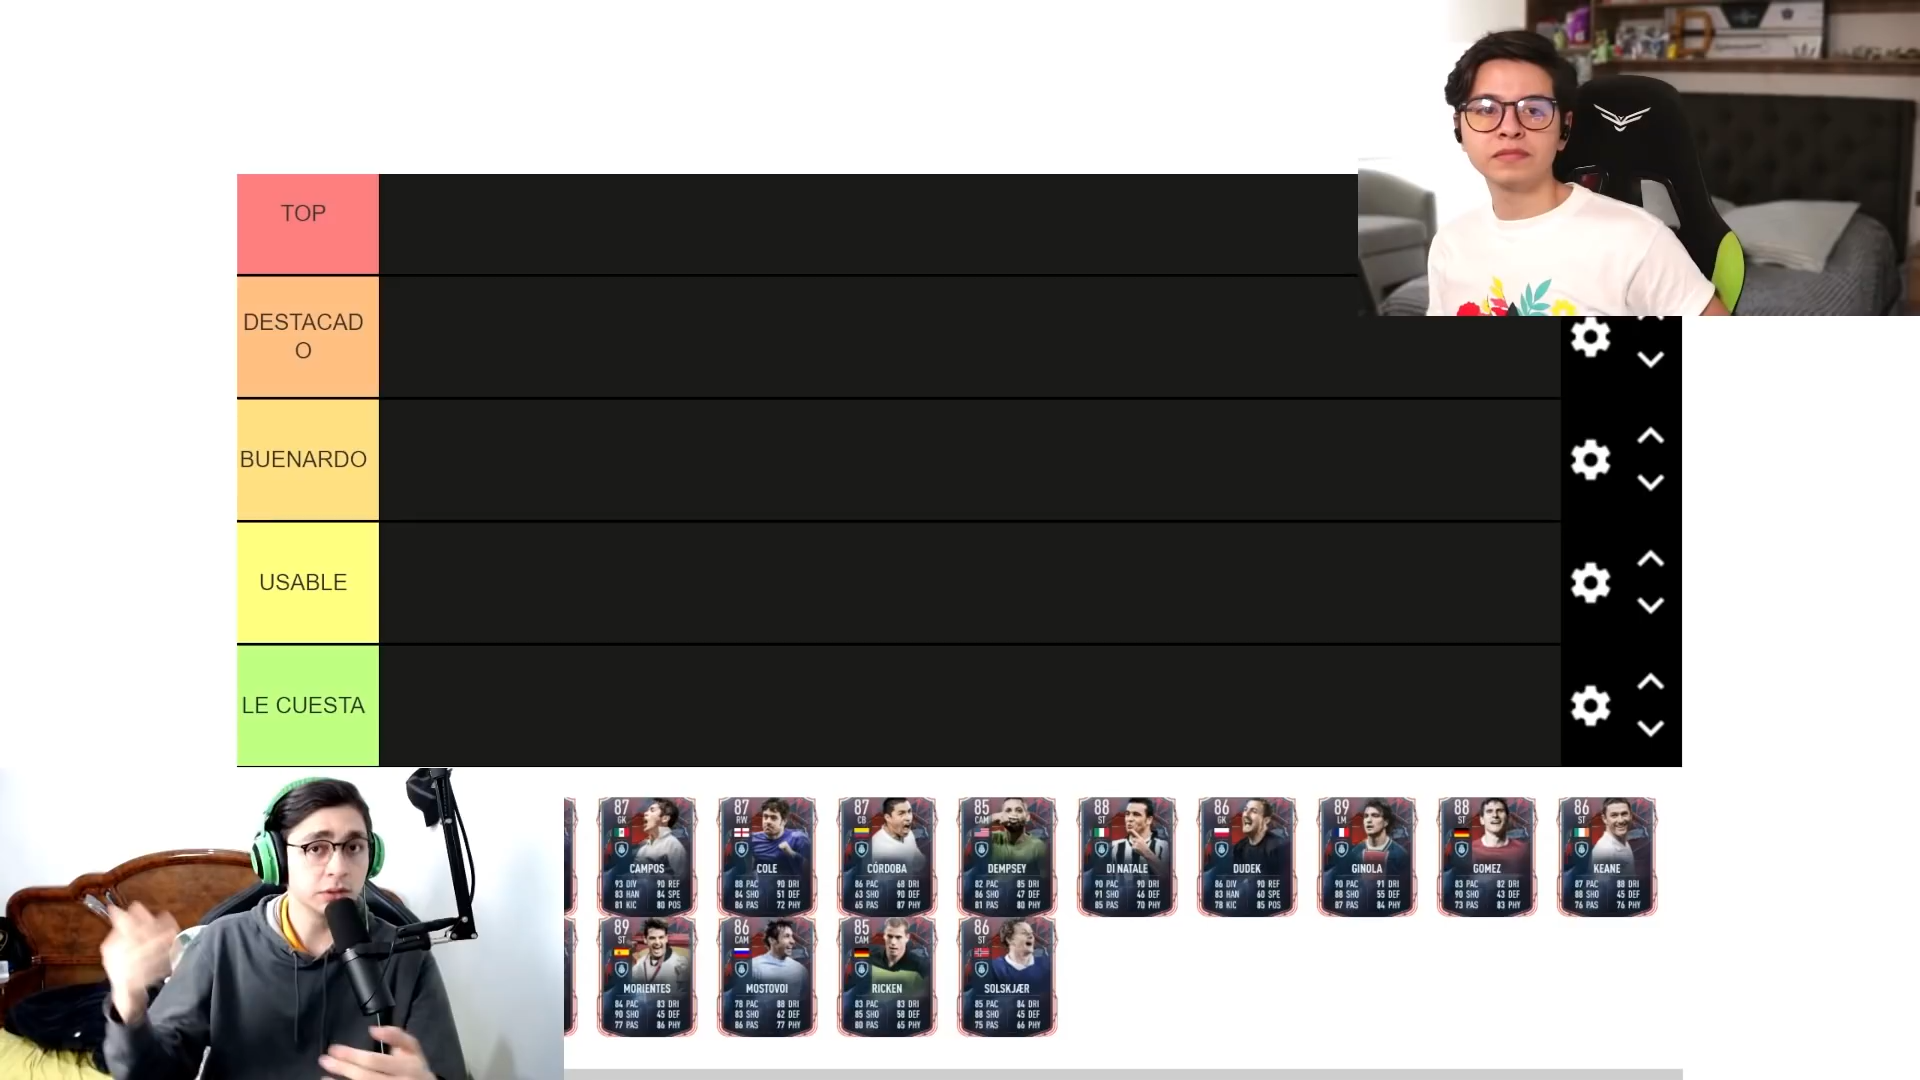 TOP
DESTACAD
O
BUENARDO
USABLE
LE CUESTA
87
GK
CAMPOS
93 DIV 90 REF
83 HAN 84 SPE
81 KIC 80 POS
87
RW
COLE
88 PAC 90 DRI
84 SHO 51 DEF
86 PAS 72 PHY
87
CB
CÓRDOBA
86 PAC 68 DRI
63 SHO 90 DEF
65 PAS 87 PHY
85
CAM
DEMPSEY
82 PAC 85 DRI
86 SHO 47 DEF
81 PAS 80 PHY
88
ST
DI NATALE
90 PAC 90 DRI
91 SHO 46 DEF
85 PAS 70 PHY
86
GK
DUDEK
86 DIV 90 REF
83 HAN 60 SPE
78 KIC 85 POS
89
LM
GINOLA
90 PAC 91 DRI
88 SHO 55 DEF
87 PAS 84 PHY
88
ST
GOMEZ
83 PAC 82 DRI
90 SHO 43 DEF
73 PAS 83 PHY
86
ST
KEANE
87 PAC 88 DRI
88 SHO 45 DEF
76 PAS 76 PHY
89
ST
MORIENTES
84 PAC 83 DRI
90 SHO 45 DEF
77 PAS 86 PHY
86
CAM
MOSTOVOI
78 PAC 88 DRI
83 SHO 62 DEF
86 PAS 77 PHY
85
CAM
RICKEN
83 PAC 83 DRI
85 SHO 58 DEF
80 PAS 65 PHY
86
ST
SOLSKJÆR
85 PAC 84 DRI
88 SHO 45 DEF
75 PAS 66 PHY